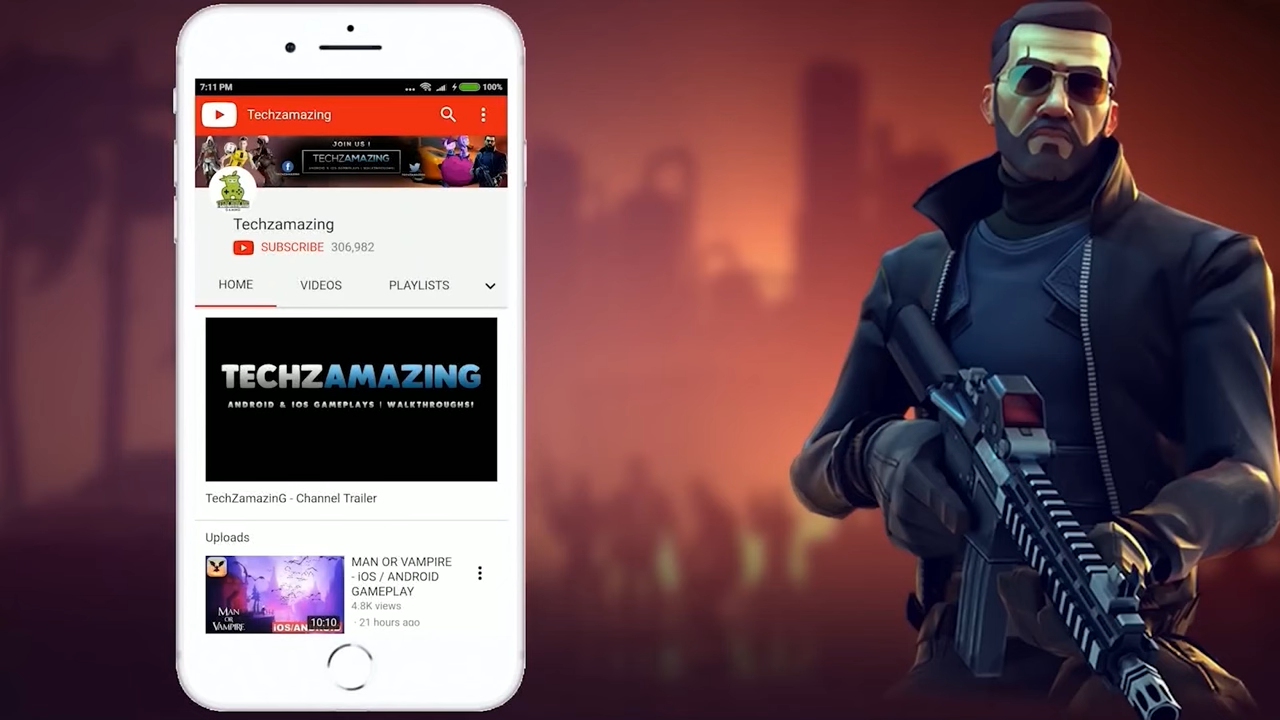 7:11 PM
100%
Techzamazing
JOIN US !
TECHZAMAZING
Techzamazing
SUBSCRIBE 306,982
HOME VIDEOS PLAYLISTS
TECHZAMAZING
ANDROID & IOS GAMEPLAYS | WALKTHROUGHS!
TechZamazinG - Channel Trailer
Uploads
MAN OR VAMPIRE
- iOS / ANDROID
GAMEPLAY
4.8K views
· 21 hours ago
MAN
OR
VAMPIRE
10:10